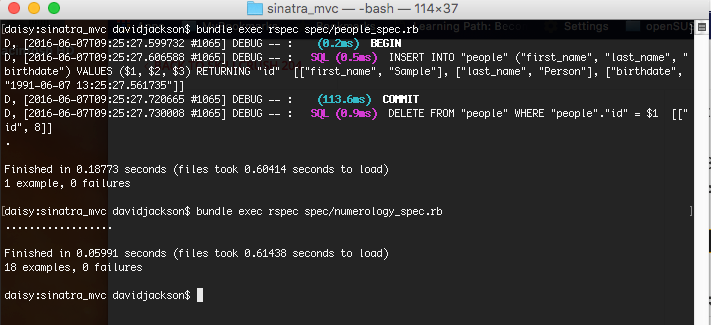 sinatra_mvc — -bash — 114×37
[daisy:sinatra_mvc davidjackson$ bundle exec rspec spec/people_spec.rb
D, [2016-06-07T09:25:27.599732 #1065] DEBUG -- :    (0.2ms)  BEGIN
D, [2016-06-07T09:25:27.606588 #1065] DEBUG -- :   SQL (0.5ms)  INSERT INTO "people" ("first_name", "last_name", "
birthdate") VALUES ($1, $2, $3) RETURNING "id"  [["first_name", "Sample"], ["last_name", "Person"], ["birthdate",
"1991-06-07 13:25:27.561735"]]
D, [2016-06-07T09:25:27.720665 #1065] DEBUG -- :    (113.6ms)  COMMIT
D, [2016-06-07T09:25:27.730008 #1065] DEBUG -- :   SQL (0.9ms)  DELETE FROM "people" WHERE "people"."id" = $1  [["
id", 8]]
.
Finished in 0.18773 seconds (files took 0.60414 seconds to load)
1 example, 0 failures
[daisy:sinatra_mvc davidjackson$ bundle exec rspec spec/numerology_spec.rb ]
..................
Finished in 0.05991 seconds (files took 0.61438 seconds to load)
18 examples, 0 failures
daisy:sinatra_mvc davidjackson$
Learning Path: Bec
Settings
openSUS